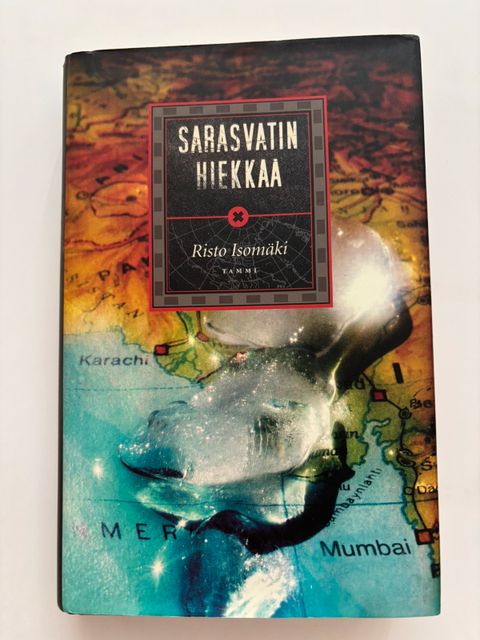 SARASVATIN
HIEKKAA
Risto Isomäki
TAMMI
Karachi
I
MER
Mumbai